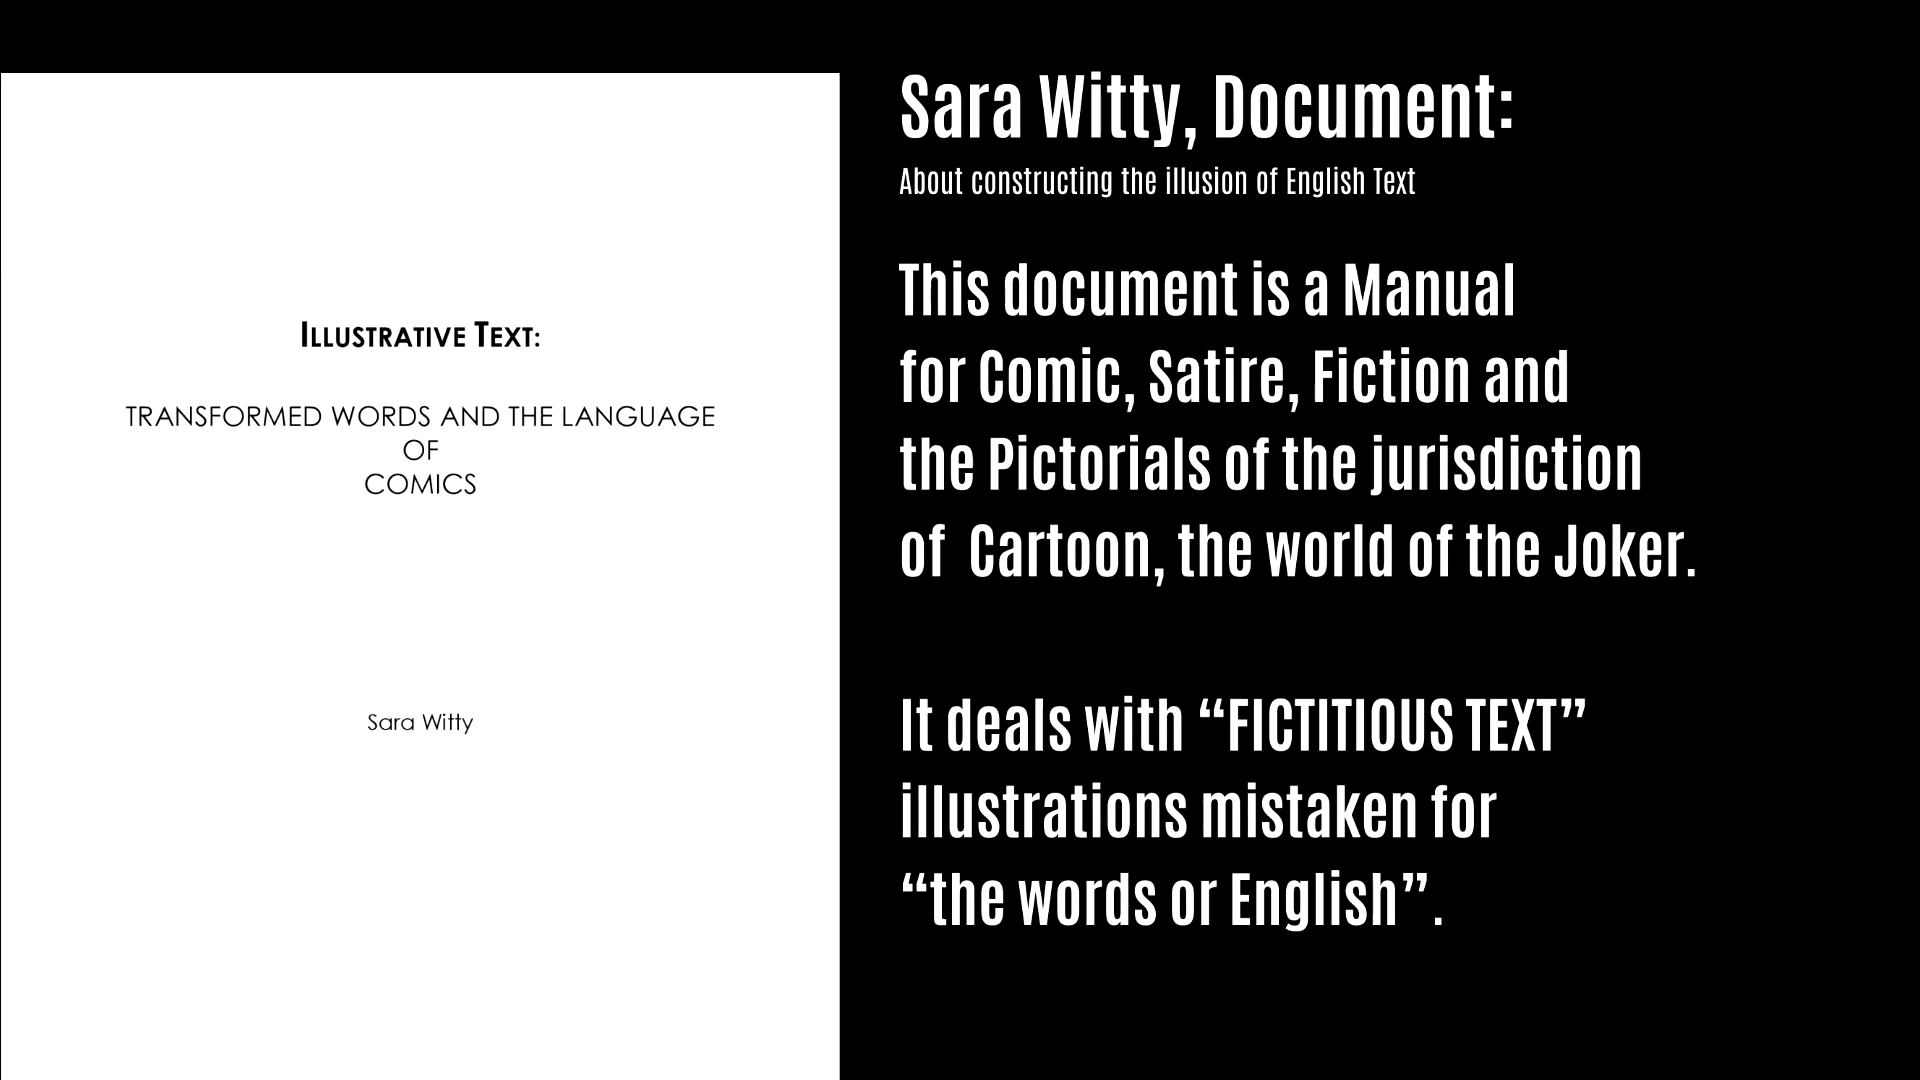 ILLUSTRATIVE TEXT:
TRANSFORMED WORDS AND THE LANGUAGE
OF
COMICS
Sara Witty
Sara Witty, Document:
About constructing the illusion of English Text
This document is a Manual
for Comic, Satire, Fiction and
the Pictorials of the jurisdiction
of  Cartoon, the world of the Joker.
It deals with “FICTITIOUS TEXT”
illustrations mistaken for
“the words or English”.